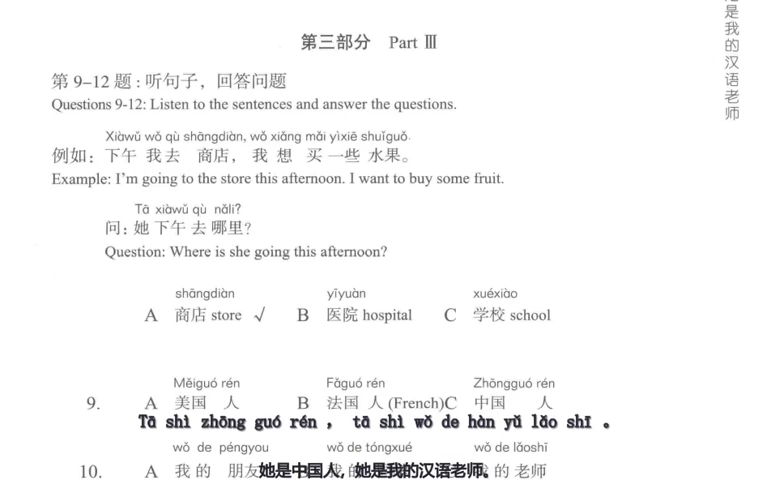 是我的汉语老师
第三部分 Part Ⅲ
第 9–12 题：听句子，回答问题
Questions 9-12: Listen to the sentences and answer the questions.
Xiàwǔ wǒ qù shāngdiàn, wǒ xiǎng mǎi yìxiē shuǐguǒ.
例如：下午 我去 商店， 我 想 买 一些 水果。
Example: I'm going to the store this afternoon. I want to buy some fruit.
Tā xiàwǔ qù nǎli?
问：她 下午 去 哪里？
Question: Where is she going this afternoon?
shāngdiàn yīyuàn xuéxiào
A 商店 store √ B 医院 hospital C 学校 school
Měiguó rén Fǎguó rén Zhōngguó rén
9. A 美国 人 B 法国 人 (French) C 中国 人
Tā shì zhōng guó rén ， tā shì wǒ de hàn yǔ lǎo shī 。
wǒ de péngyou wǒ de tóngxué wǒ de lǎoshī
10. A 我 的 朋友 的 老师
她是中国人，她是我的汉语老师。